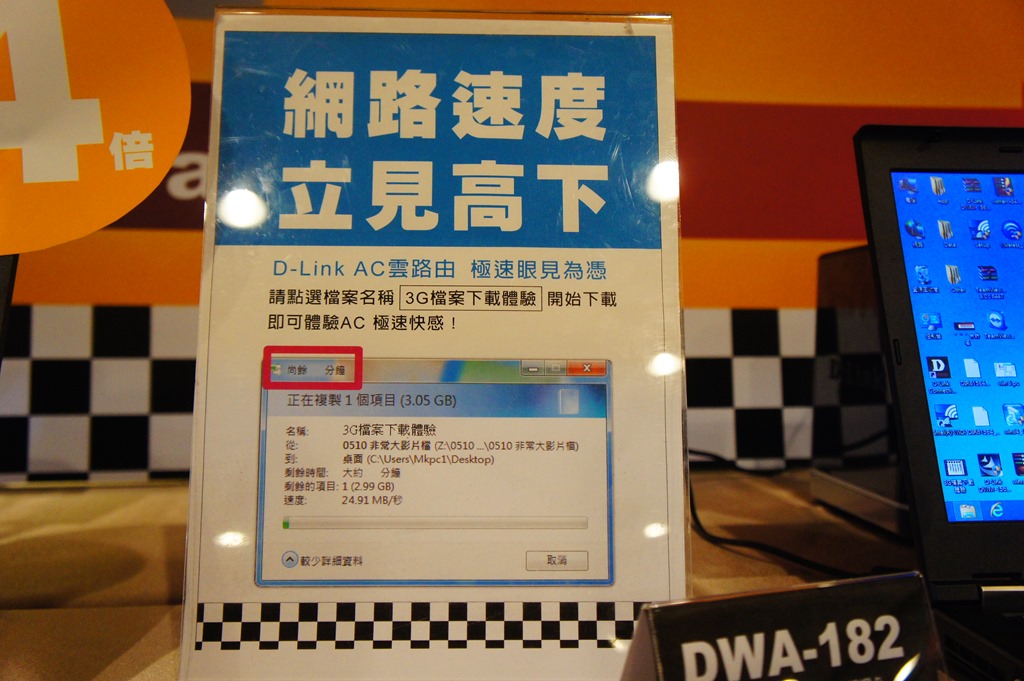 4倍
a
網路速度
立見高下
D-Link AC雲路由 極速眼見為憑
請點選檔案名稱 3G檔案下載體驗 開始下載
即可體驗AC 極速快感！
尚餘 分鐘
正在複製 1 個項目 (3.05 GB)
名稱: 3G檔案下載體驗
從: 0510 非常大影片檔 (Z:\0510 ...\0510 非常大影片檔)
到: 桌面 (C:\Users\Mkpc1\Desktop)
剩餘時間: 大約 分鐘
剩餘的項目: 1 (2.99 GB)
速度: 24.91 MB/秒
較少詳細資料
取消
DWA-182